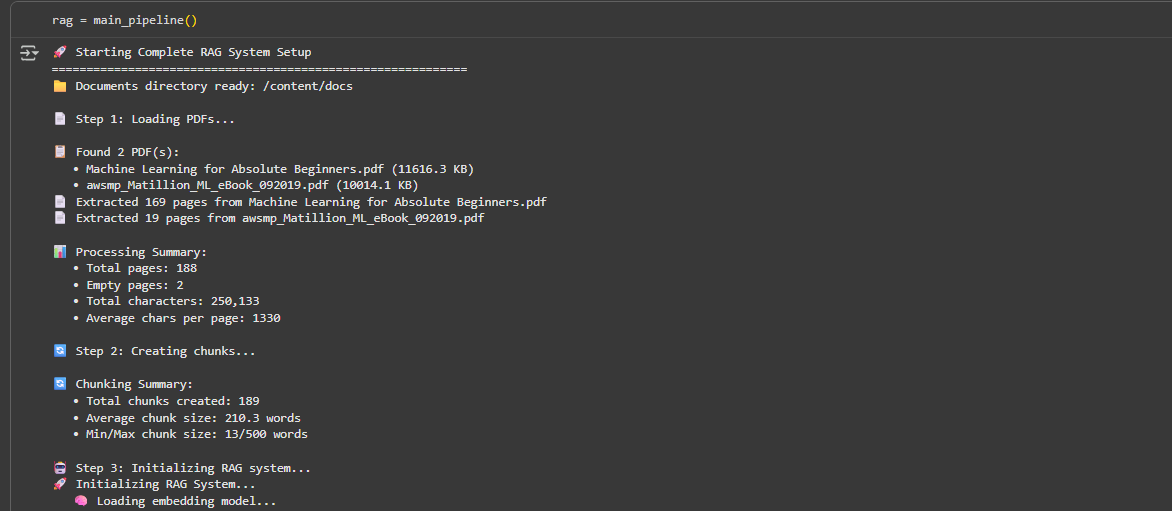 rag = main_pipeline()
🚀 Starting Complete RAG System Setup
============================================================
📁 Documents directory ready: /content/docs
📄 Step 1: Loading PDFs...
📋 Found 2 PDF(s):
• Machine Learning for Absolute Beginners.pdf (11616.3 KB)
• awsmp_Matillion_ML_eBook_092019.pdf (10014.1 KB)
📄 Extracted 169 pages from Machine Learning for Absolute Beginners.pdf
📄 Extracted 19 pages from awsmp_Matillion_ML_eBook_092019.pdf
📊 Processing Summary:
• Total pages: 188
• Empty pages: 2
• Total characters: 250,133
• Average chars per page: 1330
🔄 Step 2: Creating chunks...
🔄 Chunking Summary:
• Total chunks created: 189
• Average chunk size: 210.3 words
• Min/Max chunk size: 13/500 words
🤖 Step 3: Initializing RAG system...
🚀 Initializing RAG System...
🧠 Loading embedding model...